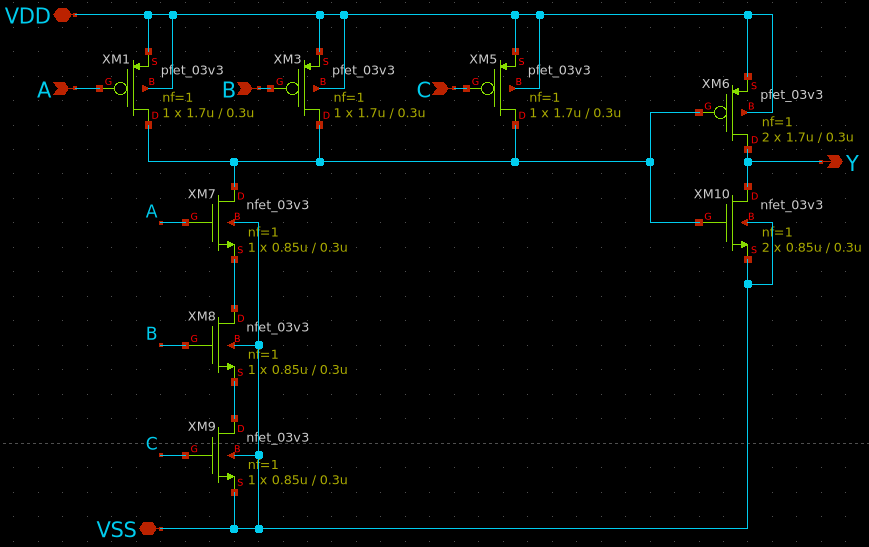 VDD
XM1
S
pfet_03v3
A
G
B
nf=1
1 x 1.7u / 0.3u
D
XM3
S
pfet_03v3
B
G
B
nf=1
1 x 1.7u / 0.3u
D
XM5
S
pfet_03v3
C
G
B
nf=1
1 x 1.7u / 0.3u
D
XM6
S
pfet_03v3
G
B
nf=1
2 x 1.7u / 0.3u
D
Y
XM7
D
nfet_03v3
A
G
B
nf=1
1 x 0.85u / 0.3u
S
XM10
D
nfet_03v3
G
B
nf=1
2 x 0.85u / 0.3u
S
XM8
D
nfet_03v3
B
G
B
nf=1
1 x 0.85u / 0.3u
S
XM9
D
nfet_03v3
C
G
B
nf=1
1 x 0.85u / 0.3u
S
VSS